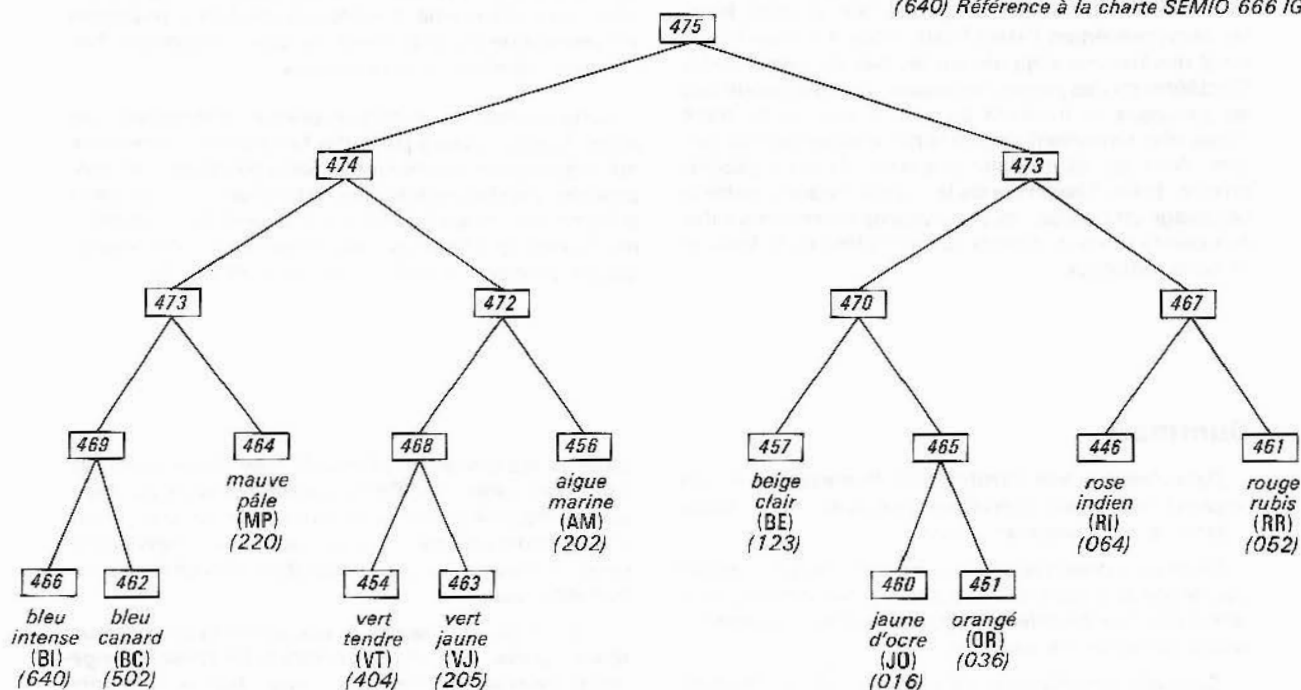 (640) Référence à la charte SEMIO 666 IG
475
474
473
473
472
470
467
469
464
mauve
pâle
(MP)
(220)
468
456
aigue
marine
(AM)
(202)
457
beige
clair
(BE)
(123)
465
446
rose
indien
(RI)
(064)
461
rouge
rubis
(RR)
(052)
466
bleu
intense
(BI)
(640)
462
bleu
canard
(BC)
(502)
454
vert
tendre
(VT)
(404)
463
vert
jaune
(VJ)
(205)
460
jaune
d'ocre
(JO)
(016)
451
orangé
(OR)
(036)